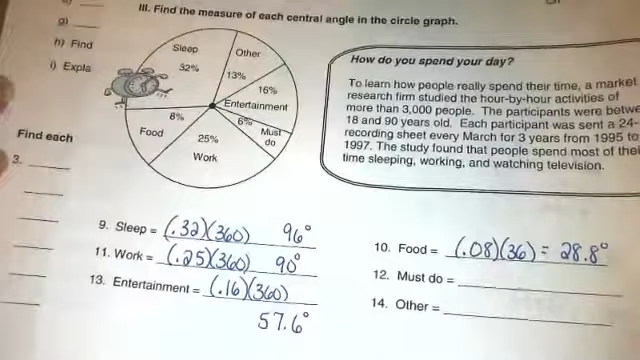 III. Find the measure of each central angle in the circle graph.
g)
h) Find
i) Expla
Find each
3.
Sleep
32%
Other
13%
16%
Entertainment
6%
Must
do
8%
Food
25%
Work
How do you spend your day?
To learn how people really spend their time, a market
research firm studied the hour-by-hour activities of
more than 3,000 people. The participants were betwe
18 and 90 years old. Each participant was sent a 24-
recording sheet every March for 3 years from 1995 to
1997. The study found that people spend most of thei
time sleeping, working, and watching television.
9. Sleep = (.32)(360) 96°
10. Food = (.08)(36) = 28.8°
11. Work = (.25)(360) 90°
12. Must do =
13. Entertainment = (.16)(360)
57.6°
14. Other =